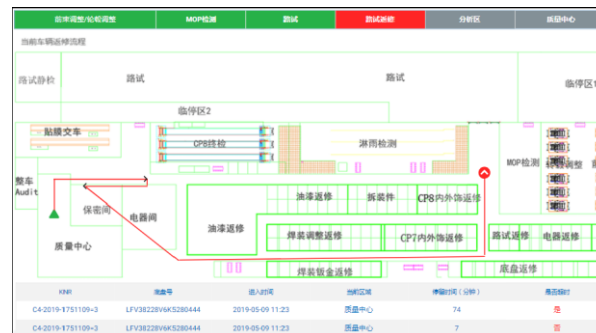 前束调整/轮毂调整 MOP检测 路试 路试返修 分析区 质量中心
当前车辆返修流程
路试静检 路试 路试 临停区1
临停区2
贴膜交车 CP8终检 淋雨检测 MOP检测
整车
Audit
保密间 电器间 油漆返修 拆装件 CP8内外饰返修
质量中心 油漆返修 焊装调整返修 CP7内外饰返修 路试返修 电器返修
焊装钣金返修 底盘返修
KNR 底盘号 进入时间 当前区域 停留时间(分钟) 是否超时
C4-2019-1751109=3 LFV38228V6K5280444 2019-05-09 11:23 质量中心 74 是
C4-2019-1751109=3 LFV38228V6K5280444 2019-05-09 11:23 质量中心 7 否